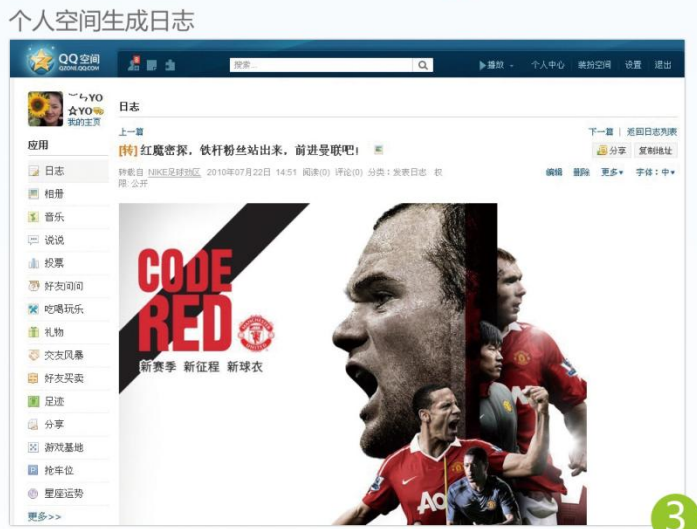 个人空间生成日志
QQ空间
QZONE.QQ.COM
搜索...
播放
个人中心
装扮空间
设置
退出
YO
☆YO
我的主页
日志
应用
上一篇
下一篇 | 返回日志列表
[转] 红魔密探，铁杆粉丝站出来，前进曼联吧！
分享
复制地址
转载自 NIKE足球热区 2010年07月22日 14:51 阅读(0) 评论(0) 分类：发表日志 权
限:公开
编辑 删除 更多▾ 字体：中▾
日志
相册
音乐
说说
投票
好友问问
吃喝玩乐
礼物
交友风暴
好友买卖
足迹
分享
游戏基地
抢车位
星座运势
更多>>
CODE
RED
新赛季 新征程 新球衣
AO
3